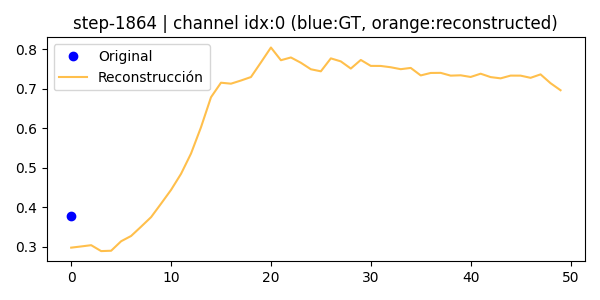 step-1864 | channel idx:0 (blue:GT, orange:reconstructed)
0.8
0.7
0.6
0.5
0.4
0.3
Original
Reconstrucción
0 10 20 30 40 50